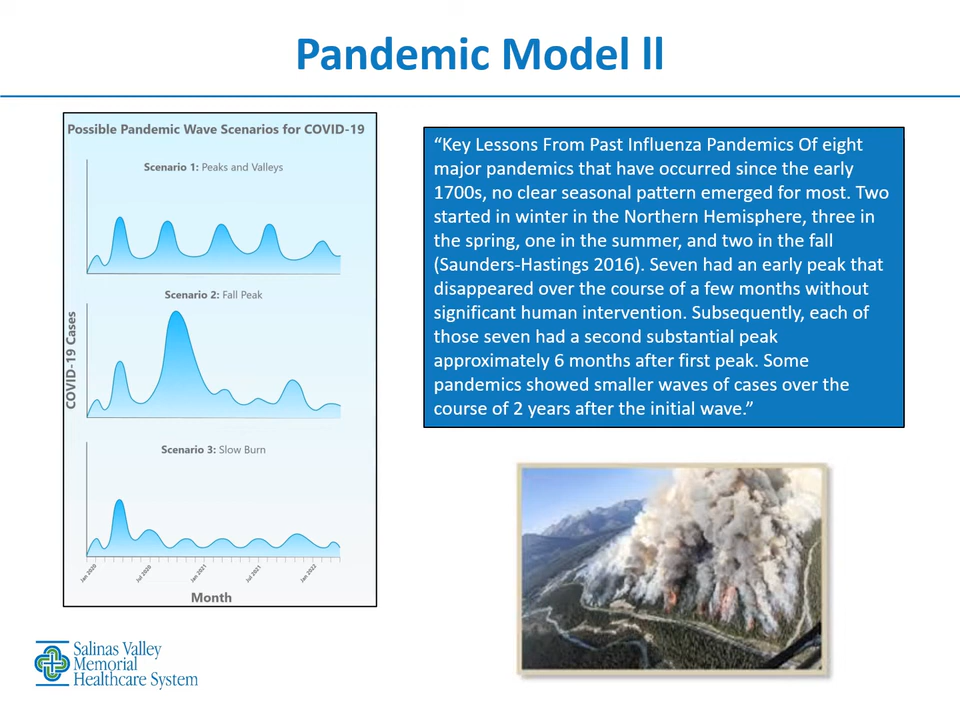 Pandemic Model ll
Possible Pandemic Wave Scenarios for COVID-19
Scenario 1: Peaks and Valleys
Scenario 2: Fall Peak
COVID-19 Cases
Scenario 3: Slow Burn
Jan 2020
Jul 2020
Jan 2021
Jul 2021
Jan 2022
Month
“Key Lessons From Past Influenza Pandemics Of eight
major pandemics that have occurred since the early
1700s, no clear seasonal pattern emerged for most. Two
started in winter in the Northern Hemisphere, three in
the spring, one in the summer, and two in the fall
(Saunders-Hastings 2016). Seven had an early peak that
disappeared over the course of a few months without
significant human intervention. Subsequently, each of
those seven had a second substantial peak
approximately 6 months after first peak. Some
pandemics showed smaller waves of cases over the
course of 2 years after the initial wave.”
Salinas Valley
Memorial
Healthcare System